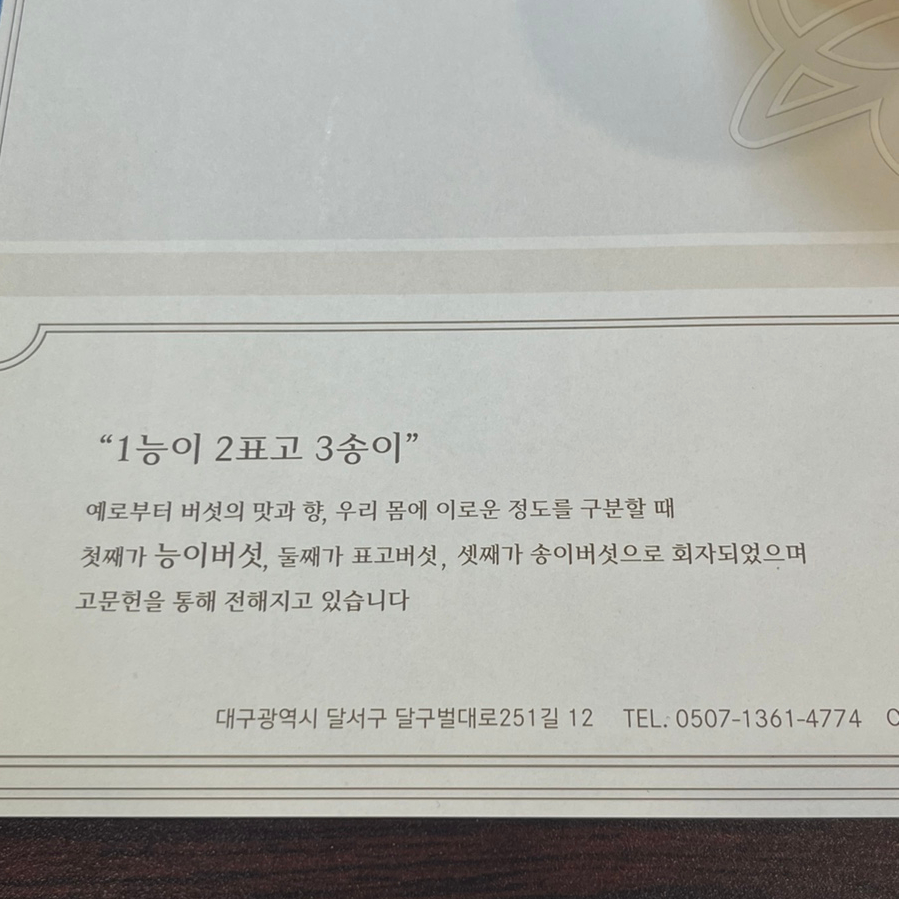 “1능이 2표고 3송이”
예로부터 버섯의 맛과 향, 우리 몸에 이로운 정도를 구분할 때
첫째가 능이버섯, 둘째가 표고버섯, 셋째가 송이버섯으로 회자되었으며
고문헌을 통해 전해지고 있습니다
대구광역시 달서구 달구벌대로251길 12 TEL. 0507-1361-4774